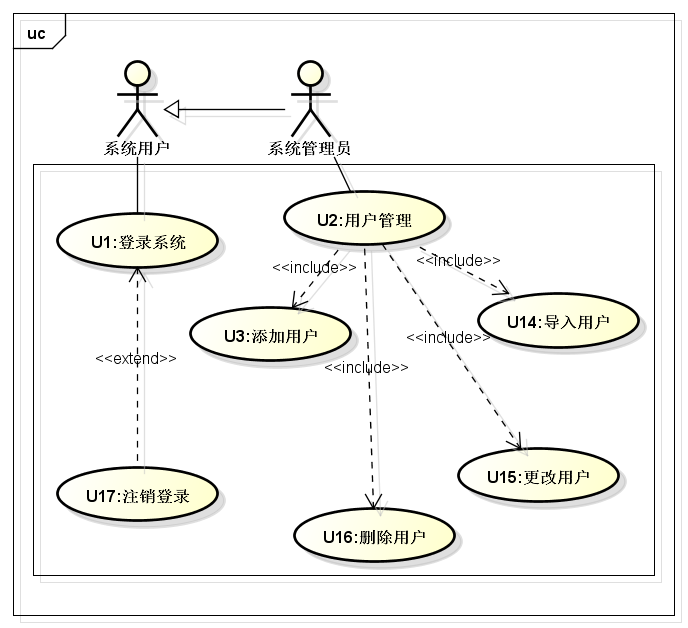 uc
系统用户
系统管理员
U1:登录系统
U2:用户管理
<<include>>
<<include>>
U3:添加用户
U14:导入用户
<<include>>
<<extend>>
<<include>>
U15:更改用户
U17:注销登录
U16:删除用户